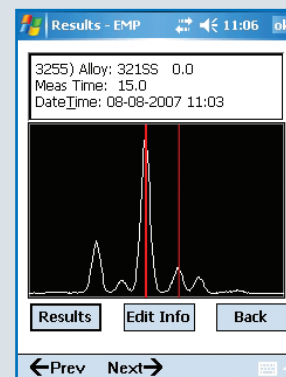 Results - EMP 11:06 ok
3255) Alloy: 321SS 0.0
Meas Time: 15.0
DateTime: 08-08-2007 11:03
Results Edit Info Back
←Prev Next→